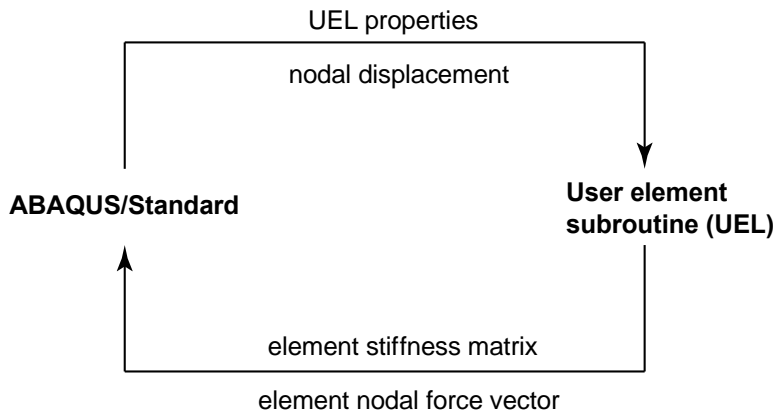 UEL properties
nodal displacement
ABAQUS/Standard
User element
subroutine (UEL)
element stiffness matrix
element nodal force vector